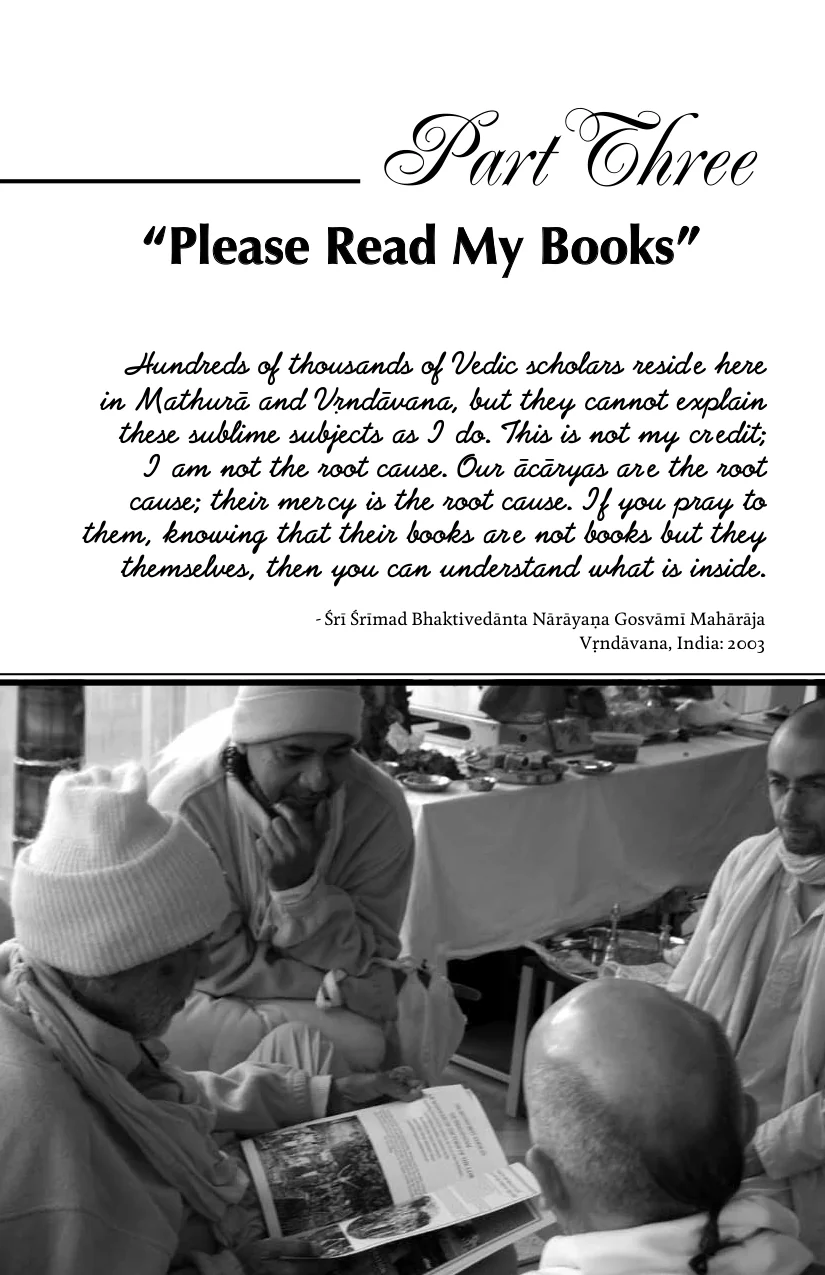 Part Three
“Please Read My Books”
Hundreds of thousands of Vedic scholars reside here
in Mathurā and Vṛndāvana, but they cannot explain
these sublime subjects as I do. This is not my credit;
I am not the root cause. Our ācāryas are the root
cause; their mercy is the root cause. If you pray to
them, knowing that their books are not books but they
themselves, then you can understand what is inside.
- Śrī Śrīmad Bhaktivedānta Nārāyaṇa Gosvāmī Mahārāja
Vṛndāvana, India: 2003